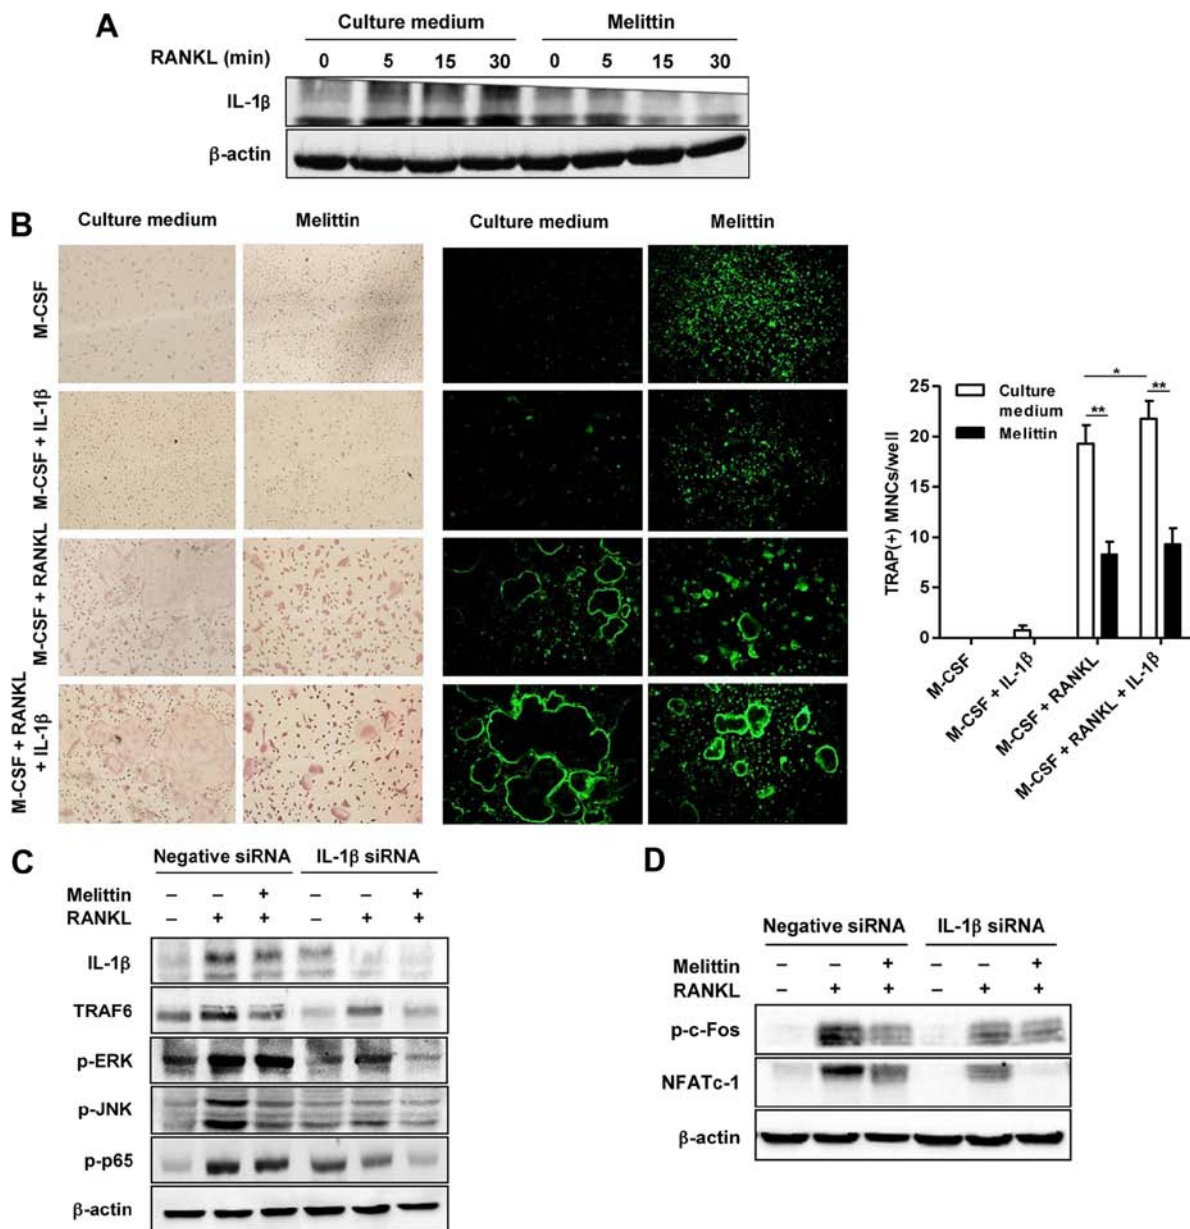 A
Culture medium Melittin
RANKL (min) 0 5 15 30 0 5 15 30
IL-1β
β-actin
B
Culture medium Melittin Culture medium Melittin
M-CSF
M-CSF + IL-1β
M-CSF + RANKL
M-CSF + RANKL
+ IL-1β
TRAP(+) MNCs/well
25
20
15
10
5
0
Culture
medium
Melittin
*
**
**
M-CSF
M-CSF + IL-1β
M-CSF + RANKL
M-CSF + RANKL + IL-1β
C
Negative siRNA IL-1β siRNA
Melittin – – + – – +
RANKL – + + – + +
IL-1β
TRAF6
p-ERK
p-JNK
p-p65
β-actin
D
Negative siRNA IL-1β siRNA
Melittin – – + – – +
RANKL – + + – + +
p-c-Fos
NFATc-1
β-actin